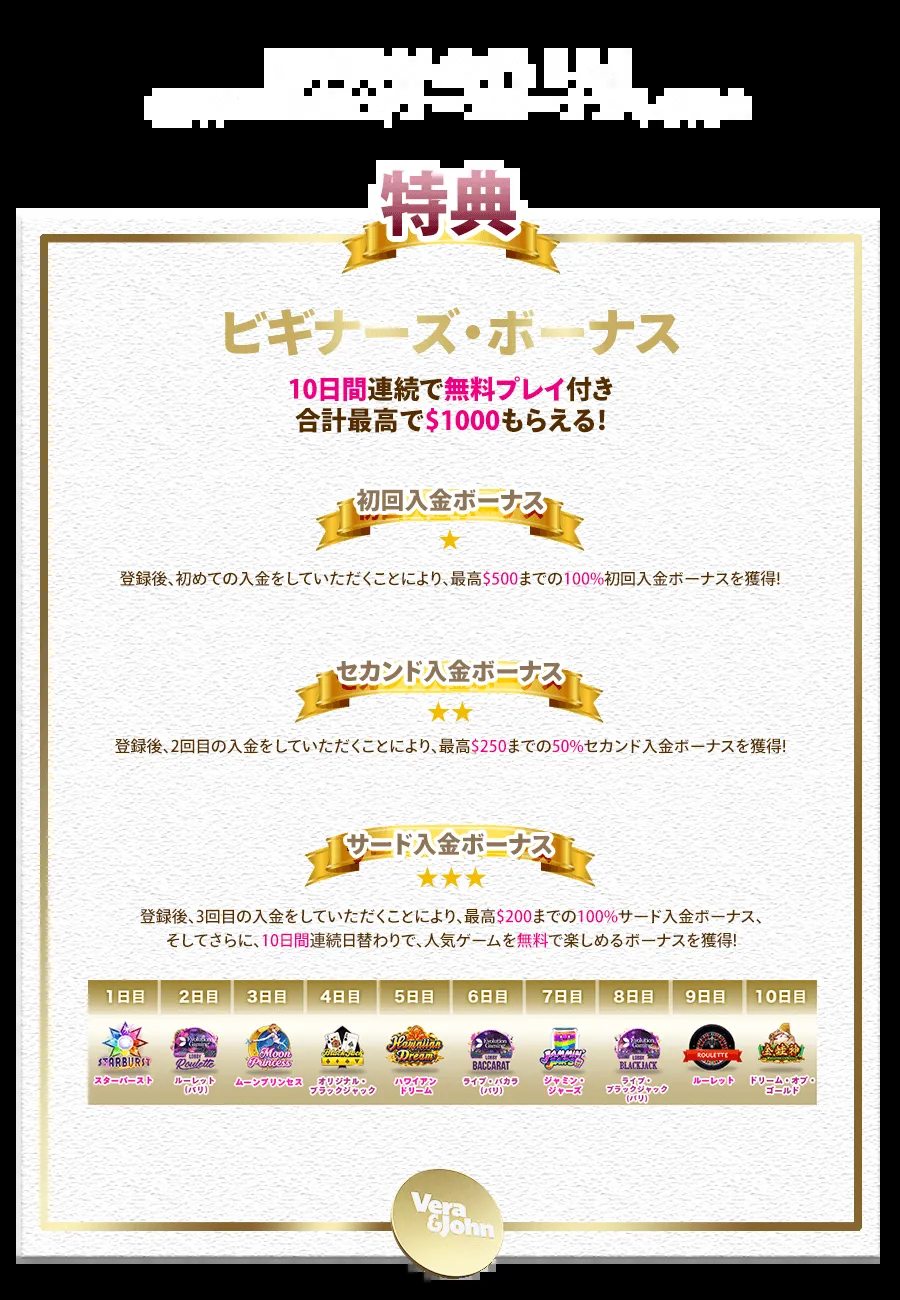 特典
ビギナーズ・ボーナス
10日間連続で無料プレイ付き
合計最高で$1000もらえる!
初回入金ボーナス
登録後、初めての入金をしていただくことにより、最高$500までの100%初回入金ボーナスを獲得!
セカンド入金ボーナス
登録後、2回目の入金をしていただくことにより、最高$250までの50%セカンド入金ボーナスを獲得!
サード入金ボーナス
登録後、3回目の入金をしていただくことにより、最高$200までの100%サード入金ボーナス、
そしてさらに、10日間連続日替わりで、人気ゲームを無料で楽しめるボーナスを獲得!
1日目 2日目 3日目 4日目 5日目 6日目 7日目 8日目 9日目 10日目
STARBURST
スターバースト
Evolution Gaming
LOBBY
Roulette
ルーレット
(パリ)
Moon
Princess
ムーンプリンセス
BlackJack
オリジナル・
ブラックジャック
Hawaiian
Dream
ハワイアン
ドリーム
Evolution Gaming
LOBBY
BACCARAT
ライブ・バカラ
(パリ)
JAMMIN'
JARS
ジャミン・
ジャーズ
Evolution Gaming
LOBBY
BLACKJACK
ライブ・
ブラックジャック
(パリ)
ROULETTE
ルーレット
ドリーム・オブ・
ゴールド
Vera
&John